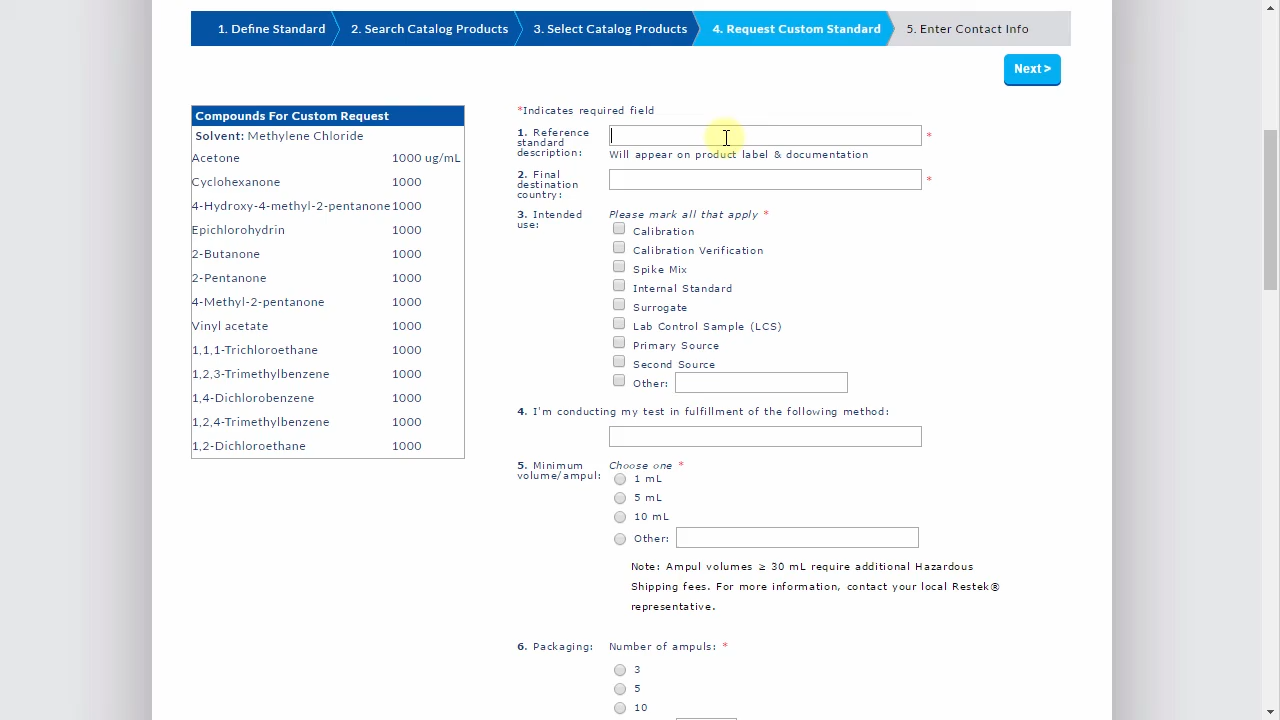 1. Define Standard 2. Search Catalog Products 3. Select Catalog Products 4. Request Custom Standard 5. Enter Contact Info
Next >
Compounds For Custom Request
Solvent: Methylene Chloride
Acetone 1000 ug/mL
Cyclohexanone 1000
4-Hydroxy-4-methyl-2-pentanone 1000
Epichlorohydrin 1000
2-Butanone 1000
2-Pentanone 1000
4-Methyl-2-pentanone 1000
Vinyl acetate 1000
1,1,1-Trichloroethane 1000
1,2,3-Trimethylbenzene 1000
1,4-Dichlorobenzene 1000
1,2,4-Trimethylbenzene 1000
1,2-Dichloroethane 1000
*Indicates required field
1. Reference
standard
description:
*
Will appear on product label & documentation
2. Final
destination
country:
*
3. Intended
use:
Please mark all that apply *
Calibration
Calibration Verification
Spike Mix
Internal Standard
Surrogate
Lab Control Sample (LCS)
Primary Source
Second Source
Other:
4. I'm conducting my test in fulfillment of the following method:
5. Minimum
volume/ampul:
Choose one *
1 mL
5 mL
10 mL
Other:
Note: Ampul volumes ≥ 30 mL require additional Hazardous
Shipping fees. For more information, contact your local Restek®
representative.
6. Packaging: Number of ampuls: *
3
5
10